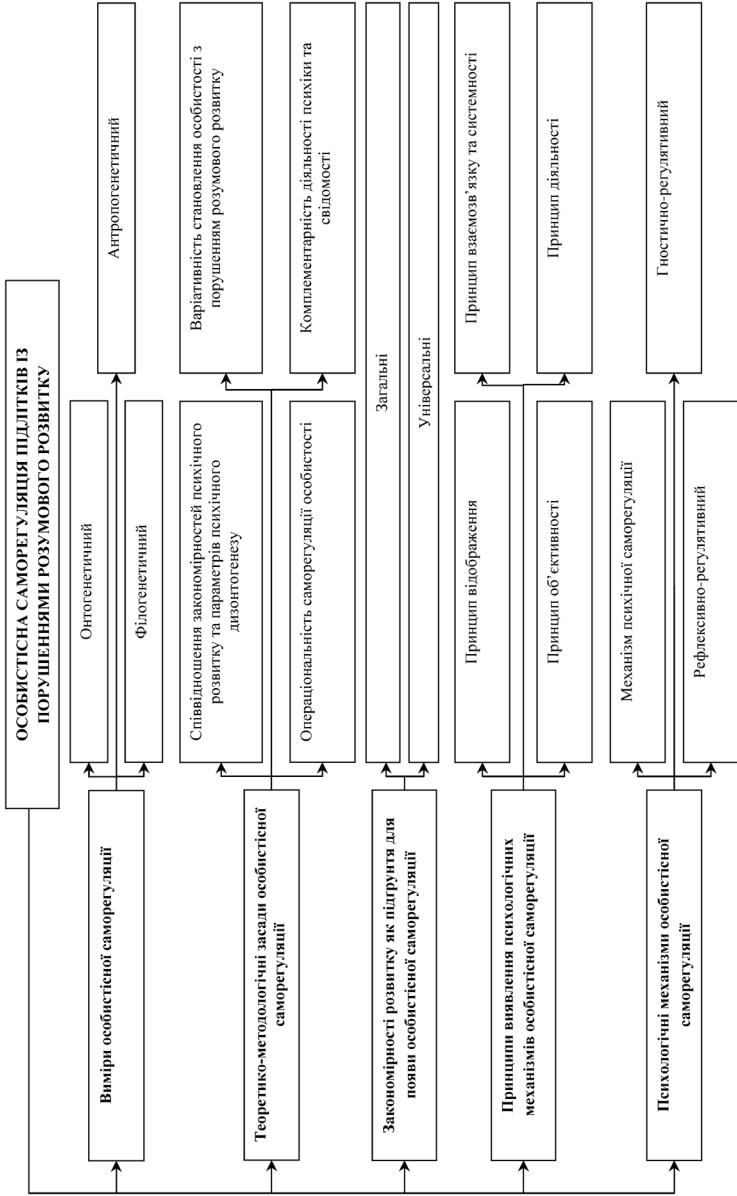 ОСОБИСТІСНА САМОРЕГУЛЯЦІЯ ПІДЛІТКІВ ІЗ
ПОРУШЕННЯМИ РОЗУМОВОГО РОЗВИТКУ
Виміри особистісної саморегуляції
Онтогенетичний
Філогенетичний
Антропогенетичний
Теоретико-методологічні засади особистісної
саморегуляції
Співвідношення закономірностей психічного
розвитку та параметрів психічного
дизонтогенезу
Операціональність саморегуляції особистості
Варіативність становлення особистості з
порушенням розумового розвитку
Комплементарність діяльності психіки та
свідомості
Закономірності розвитку як підґрунтя для
появи особистісної саморегуляції
Загальні
Універсальні
Принципи виявлення психологічних
механізмів особистісної саморегуляції
Принцип відображення
Принцип об’єктивності
Принцип взаємозв’язку та системності
Принцип діяльності
Психологічні механізми особистісної
саморегуляції
Механізм психічної саморегуляції
Рефлексивно-регулятивний
Гностично-регулятивний